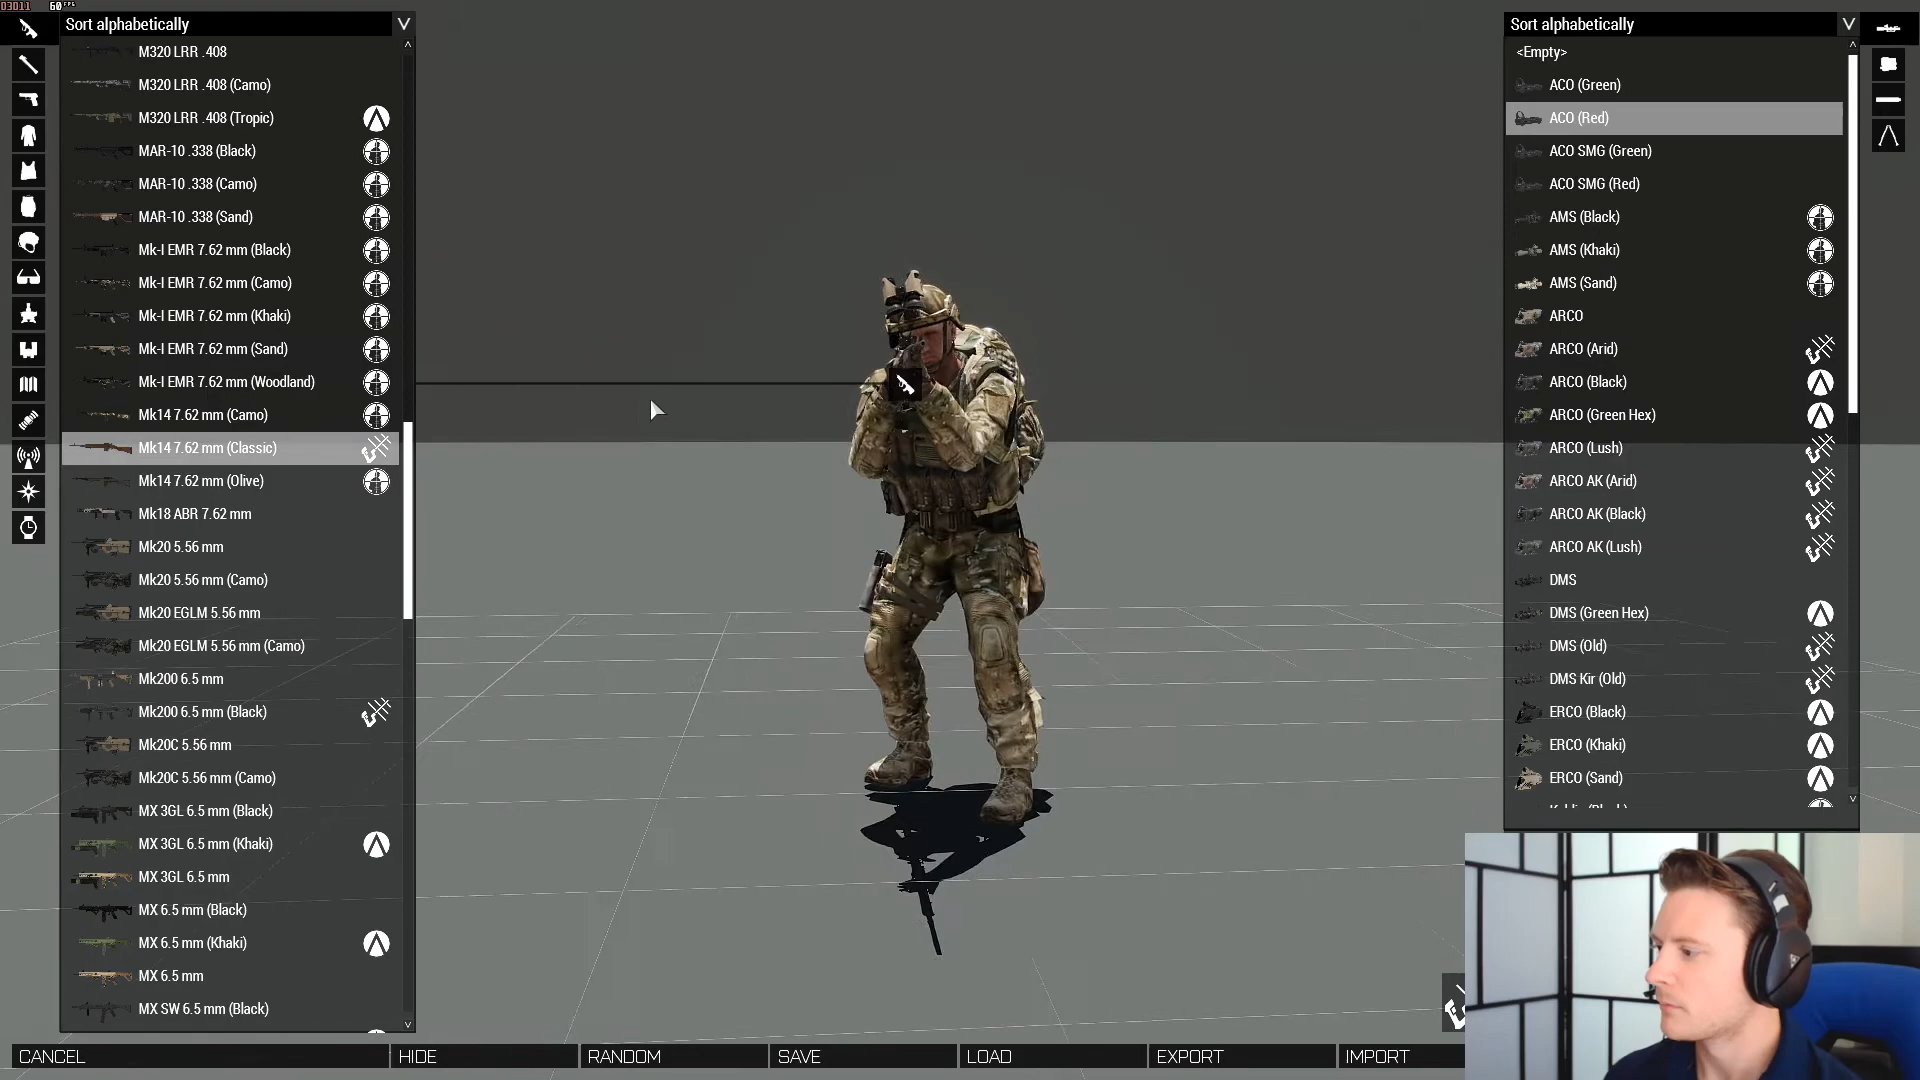 D3D11 60 FPS
Sort alphabetically
M320 LRR .408
M320 LRR .408 (Camo)
M320 LRR .408 (Tropic)
MAR-10 .338 (Black)
MAR-10 .338 (Camo)
MAR-10 .338 (Sand)
Mk-I EMR 7.62 mm (Black)
Mk-I EMR 7.62 mm (Camo)
Mk-I EMR 7.62 mm (Khaki)
Mk-I EMR 7.62 mm (Sand)
Mk-I EMR 7.62 mm (Woodland)
Mk14 7.62 mm (Camo)
Mk14 7.62 mm (Classic)
Mk14 7.62 mm (Olive)
Mk18 ABR 7.62 mm
Mk20 5.56 mm
Mk20 5.56 mm (Camo)
Mk20 EGLM 5.56 mm
Mk20 EGLM 5.56 mm (Camo)
Mk200 6.5 mm
Mk200 6.5 mm (Black)
Mk20C 5.56 mm
Mk20C 5.56 mm (Camo)
MX 3GL 6.5 mm (Black)
MX 3GL 6.5 mm (Khaki)
MX 3GL 6.5 mm
MX 6.5 mm (Black)
MX 6.5 mm (Khaki)
MX 6.5 mm
MX SW 6.5 mm (Black)
Sort alphabetically
<Empty>
ACO (Green)
ACO (Red)
ACO SMG (Green)
ACO SMG (Red)
AMS (Black)
AMS (Khaki)
AMS (Sand)
ARCO
ARCO (Arid)
ARCO (Black)
ARCO (Green Hex)
ARCO (Lush)
ARCO AK (Arid)
ARCO AK (Black)
ARCO AK (Lush)
DMS
DMS (Green Hex)
DMS (Old)
DMS Kir (Old)
ERCO (Black)
ERCO (Khaki)
ERCO (Sand)
CANCEL
HIDE
RANDOM
SAVE
LOAD
EXPORT
IMPORT